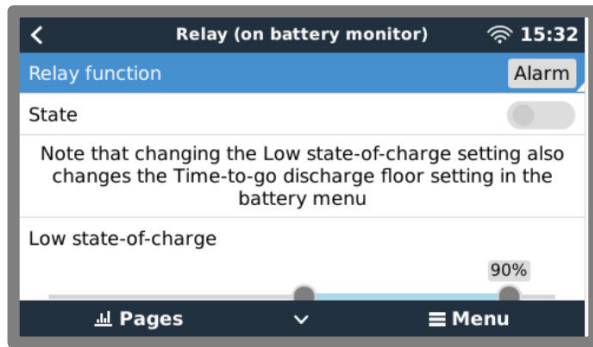 Relay (on battery monitor) 15:32
Relay function Alarm
State
Note that changing the Low state-of-charge setting also
changes the Time-to-go discharge floor setting in the
battery menu
Low state-of-charge
90%
Pages Menu